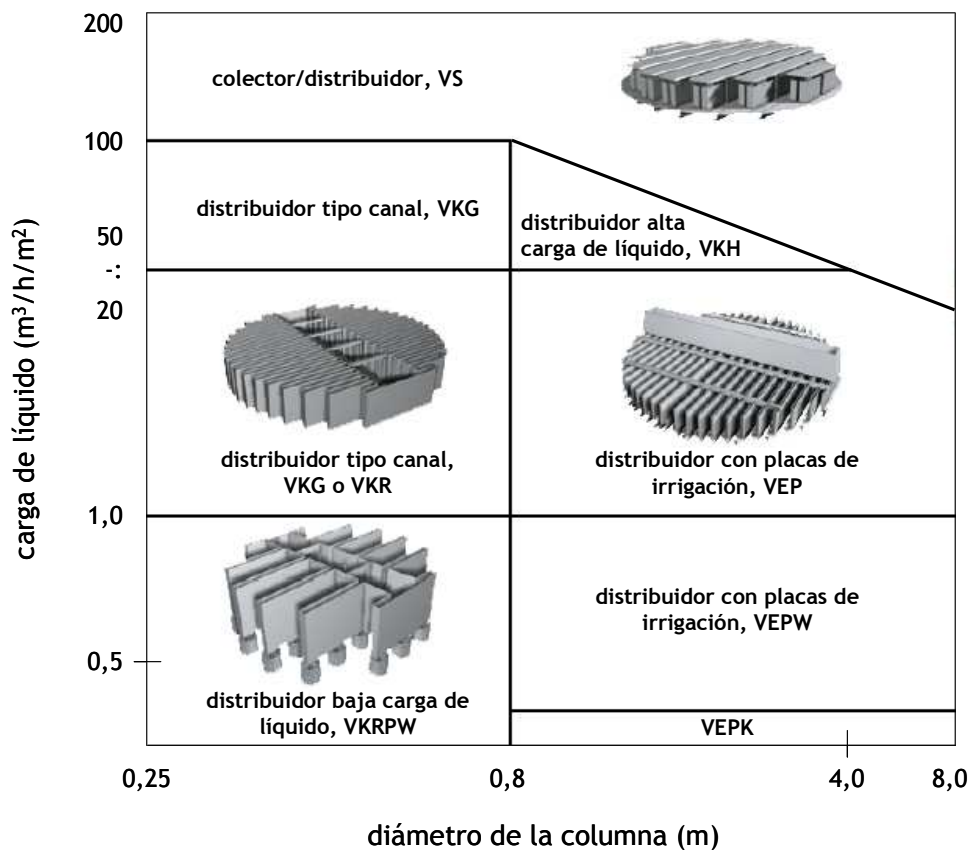 200
colector/distribuidor, VS
100
distribuidor tipo canal, VKG
distribuidor alta
carga de líquido, VKH
50
-:
20
distribuidor tipo canal,
VKG o VKR
distribuidor con placas de
irrigación, VEP
1,0
distribuidor con placas de
irrigación, VEPW
0,5
distribuidor baja carga de
líquido, VKRPW
VEPK
carga de líquido (m³/h/m²)
0,25
0,8
4,0
8,0
diámetro de la columna (m)